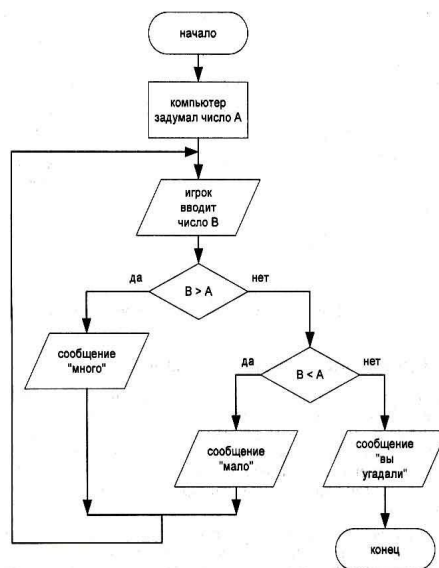 начало
компьютер
задумал число А
игрок
вводит
число В
да
B > A
нет
сообщение
"много"
да
B < A
нет
сообщение
"мало"
сообщение
"вы
угадали"
конец